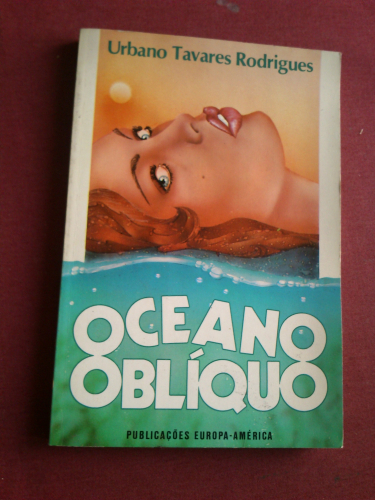 Urbano Tavares Rodrigues
OCEANO
OBLÍQUO
PUBLICAÇÕES EUROPA-AMÉRICA